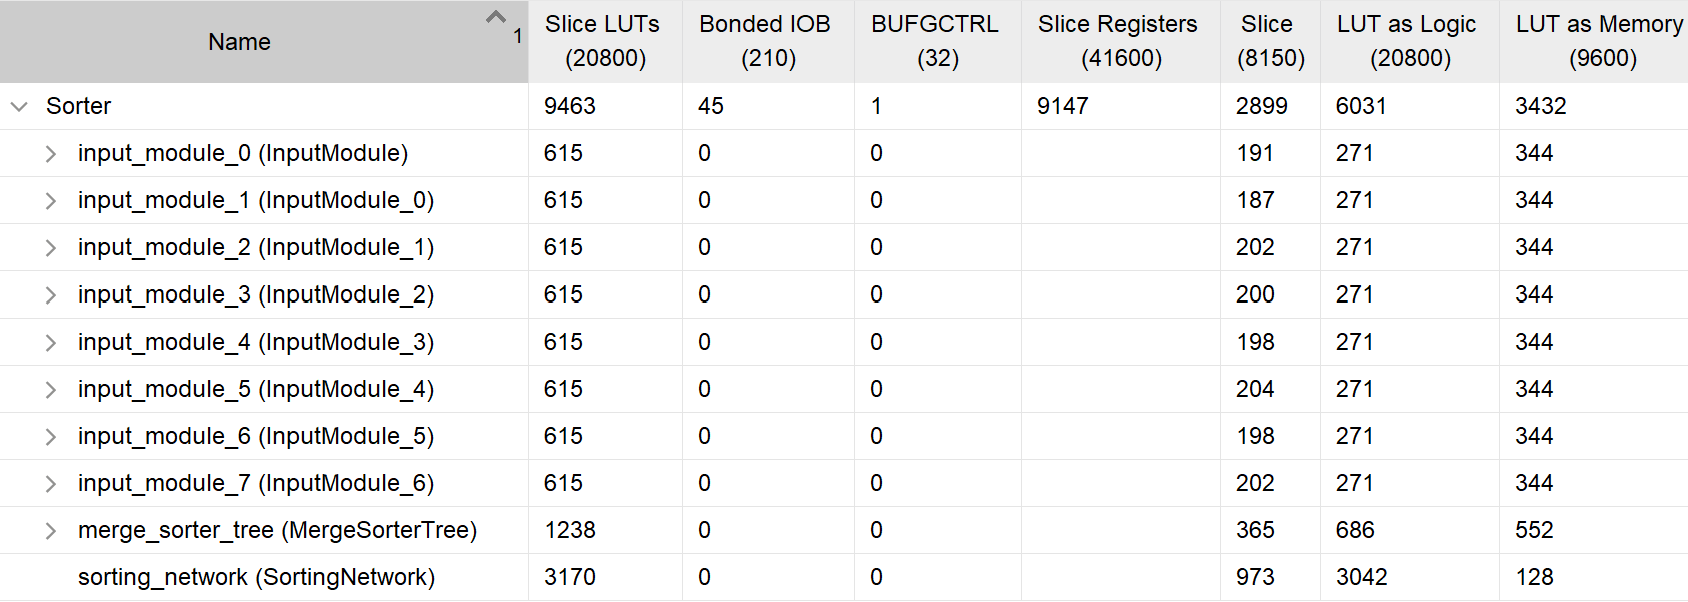 Name 1 Slice LUTs (20800) Bonded IOB (210) BUFGCTRL (32) Slice Registers (41600) Slice (8150) LUT as Logic (20800) LUT as Memory (9600)
Sorter 9463 45 1 9147 2899 6031 3432
input_module_0 (InputModule) 615 0 0 191 271 344
input_module_1 (InputModule_0) 615 0 0 187 271 344
input_module_2 (InputModule_1) 615 0 0 202 271 344
input_module_3 (InputModule_2) 615 0 0 200 271 344
input_module_4 (InputModule_3) 615 0 0 198 271 344
input_module_5 (InputModule_4) 615 0 0 204 271 344
input_module_6 (InputModule_5) 615 0 0 198 271 344
input_module_7 (InputModule_6) 615 0 0 202 271 344
merge_sorter_tree (MergeSorterTree) 1238 0 0 365 686 552
sorting_network (SortingNetwork) 3170 0 0 973 3042 128